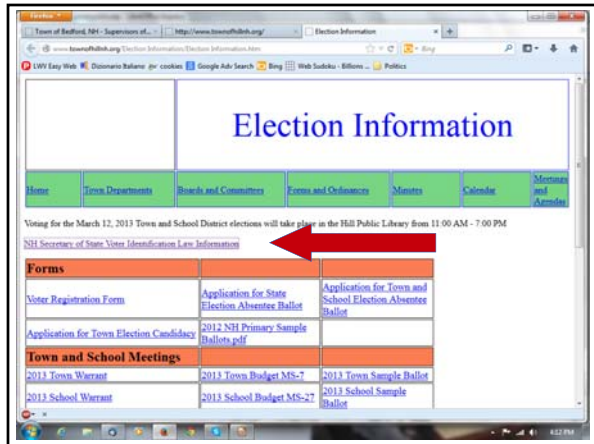 Firefox
Town of Bedford, NH - Supervisors of...
http://www.townofhillnh.org/
Election Information
www.townofhillnh.org/Election Information/Election Information.htm
Bing
LWV Easy Web
Dizionario Italiano
cookies
Google Adv Search
Bing
Web Sudoku - Billions ...
Politics
Election Information
Home
Town Departments
Boards and Committees
Forms and Ordinances
Minutes
Calendar
Meetings and Agendas
Voting for the March 12, 2013 Town and School District elections will take place in the Hill Public Library from 11:00 AM - 7:00 PM
NH Secretary of State Voter Identification Law Information
Forms
Voter Registration Form
Application for State
Election Absentee
Ballot
Application for Town and
School Election Absentee
Ballot
Application for Town Election Candidacy
2012 NH Primary Sample
Ballots.pdf
Town and School Meetings
2013 Town Warrant
2013 Town Budget MS-7
2013 Town Sample Ballot
2013 School Warrant
2013 School Budget MS-27
2013 School Sample
Ballot
4:52 PM